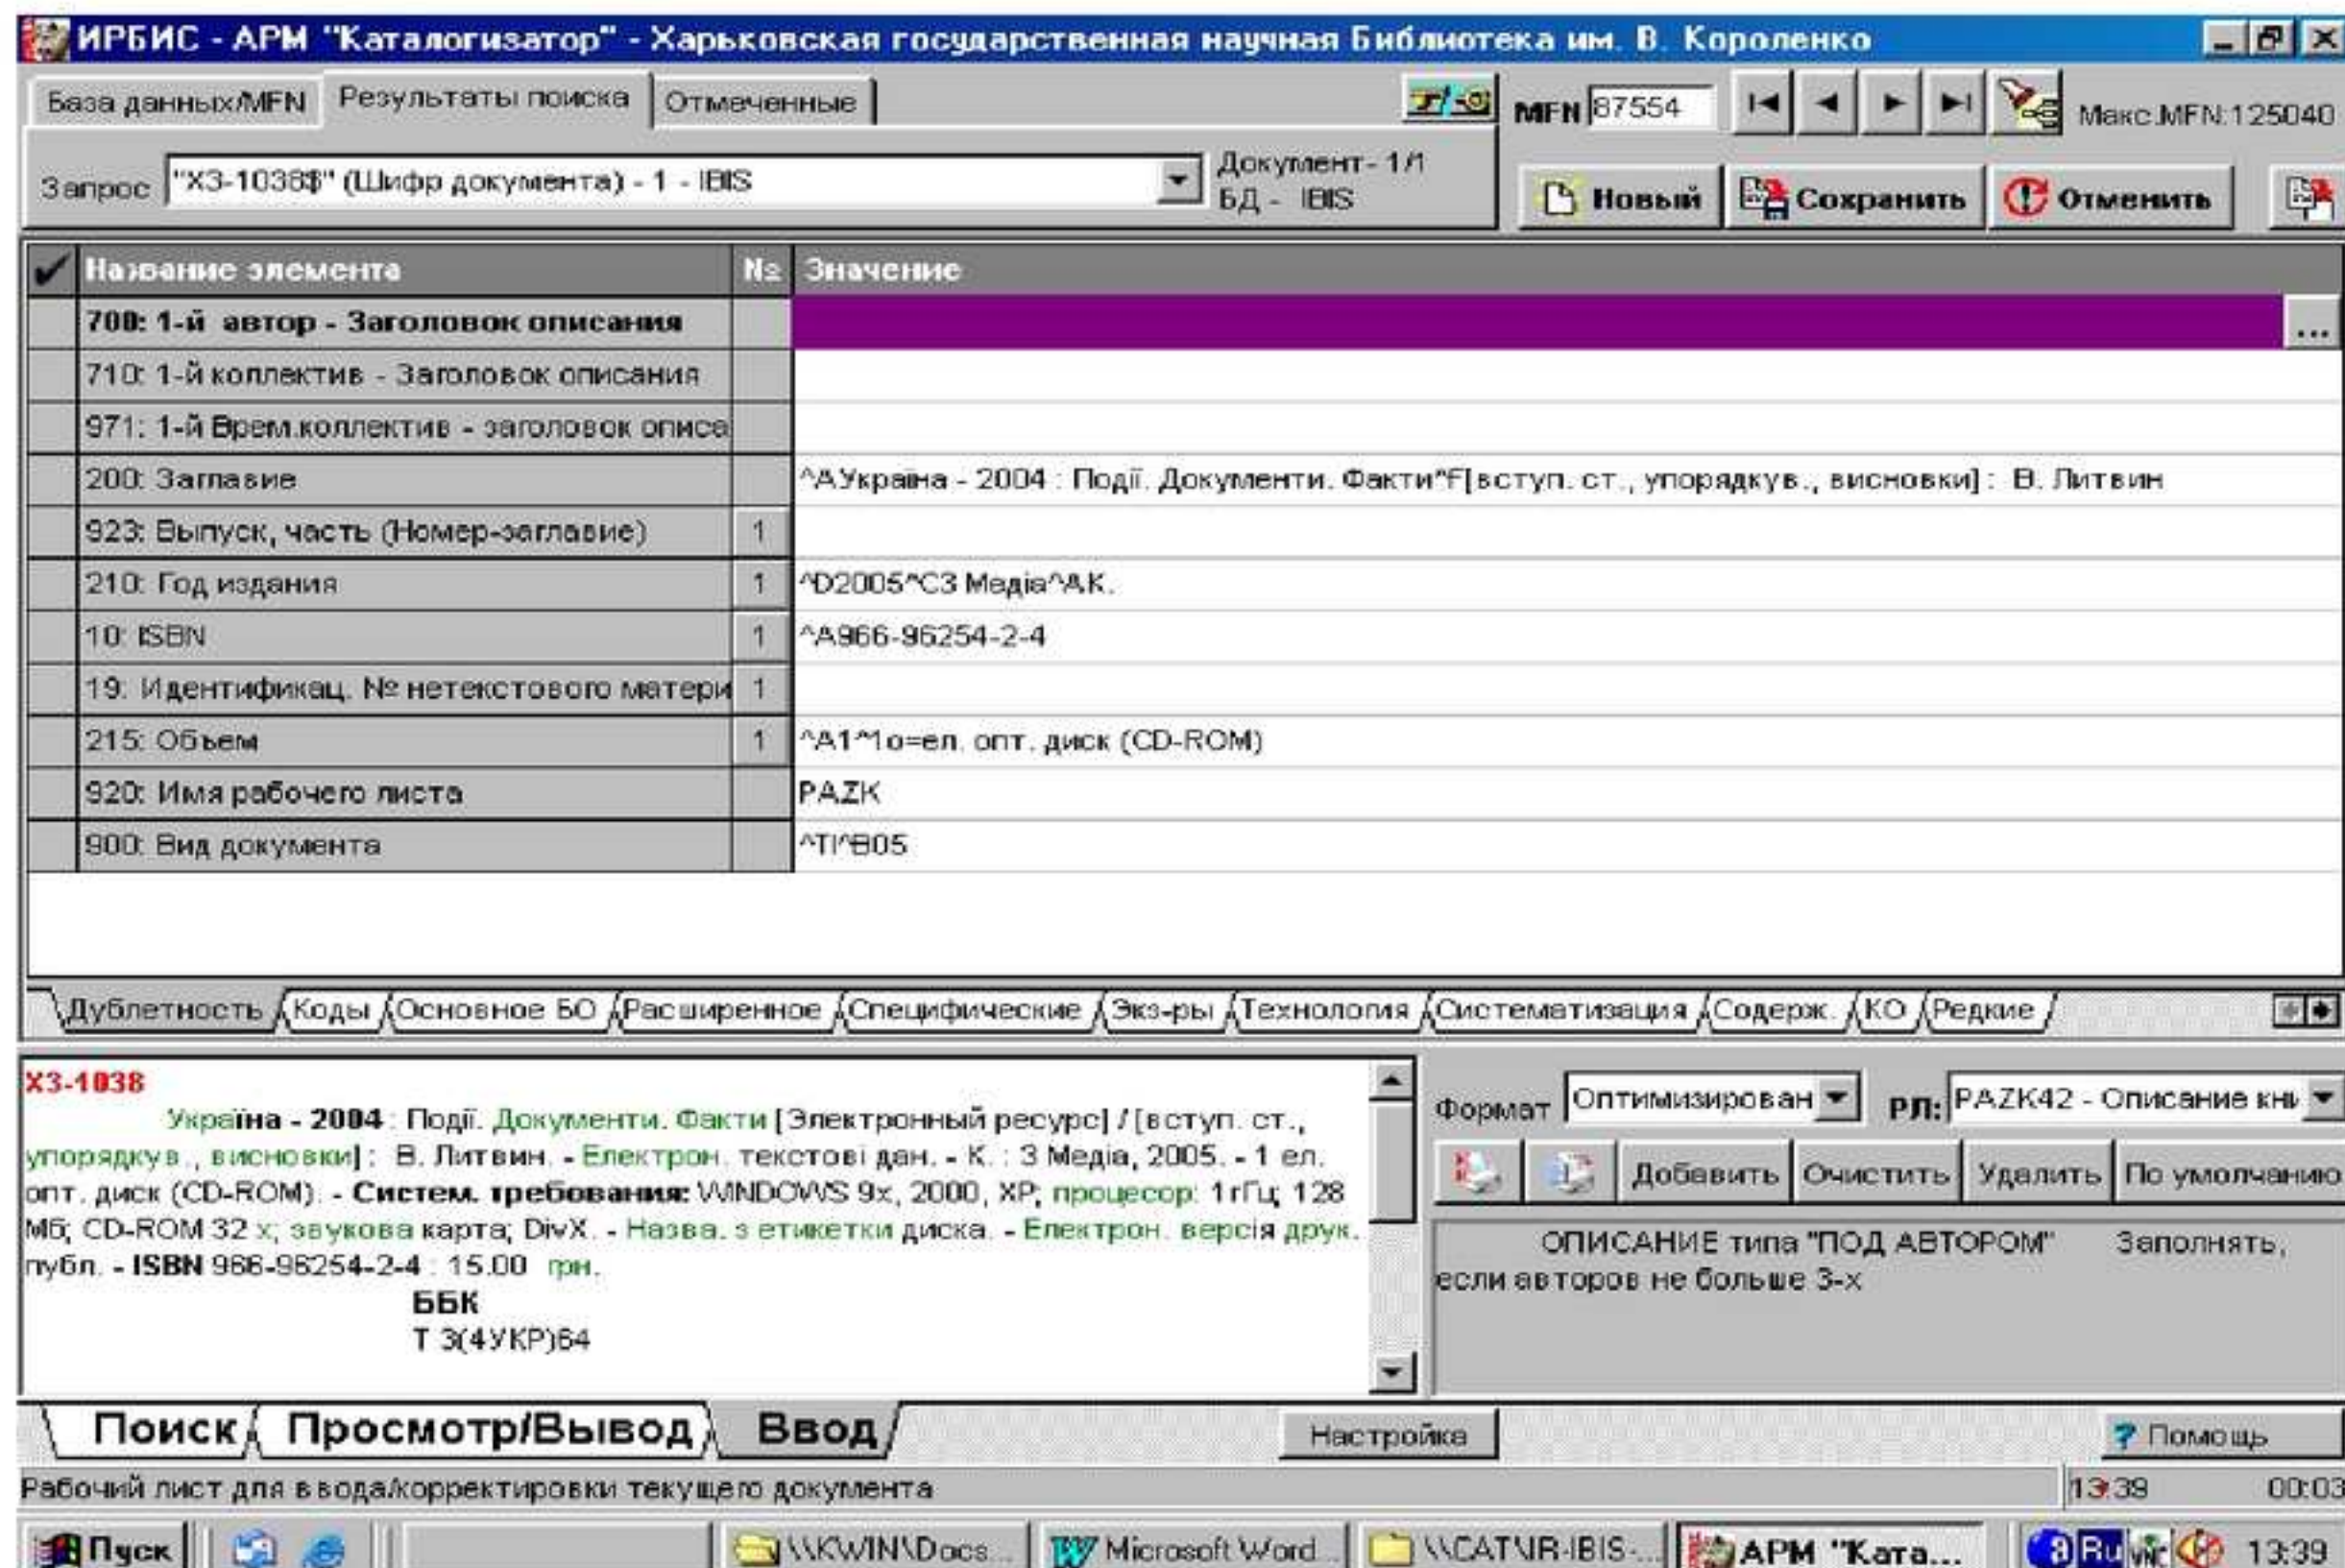 ИРБИС - АРМ "Каталогизатор" - Харьковская государственная научная Библиотека им. В. Короленко
База данных/MFN Результаты поиска Отмеченные
MFN 87554 Макс.MFN:125040
Запрос "Х3-1038$" (Шифр документа) - 1 - IBIS
Документ- 1/1
БД - IBIS
Новый Сохранить Отменить
Название элемента № Значение
700: 1-й автор - Заголовок описания ...
710: 1-й коллектив - Заголовок описания
971: 1-й Врем.коллектив - заголовок описа
200: Заглавие ^AУкраїна - 2004 : Події. Документи. Факти^F[вступ. ст., упорядкув., висновки] : В. Литвин
923: Выпуск, часть (Номер-заглавие) 1
210: Год издания 1 ^D2005^C3 Медіа^AК.
10: ISBN 1 ^A966-96254-2-4
19: Идентификац. № нетекстового матери 1
215: Объем 1 ^A1^1o=ел. опт. диск (CD-ROM)
920: Имя рабочего листа PAZK
900: Вид документа ^TI^B05
Дублетность Коды Основное БО Расширенное Специфические Экз-ры Технология Систематизация Содерж. КО Редкие
Х3-1038
Україна - 2004 : Події. Документи. Факти [Электронный ресурс] / [вступ. ст.,
упорядкув., висновки] : В. Литвин. - Електрон. текстові дан. - К. : 3 Медіа, 2005. - 1 ел.
опт. диск (CD-ROM). - Систем. требования: WINDOWS 9x, 2000, XP; процесор: 1гГц; 128
Мб; CD-ROM 32 x; звукова карта; DivX. - Назва. з етикетки диска. - Електрон. версія друк.
публ. - ISBN 966-96254-2-4 : 15.00 грн.
ББК
Т 3(4УКР)64
Формат Оптимизирован РЛ: PAZK42 - Описание кни
Добавить Очистить Удалить По умолчанию
ОПИСАНИЕ типа "ПОД АВТОРОМ" Заполнять,
если авторов не больше 3-х
Поиск Просмотр/Вывод Ввод Настройка ? Помощь
Рабочий лист для ввода/корректировки текущего документа 13:39 00:03
Пуск \\KWIN\Docs... Microsoft Word ... \\CAT\IR-IBIS-... АРМ "Ката... Ru 13:39